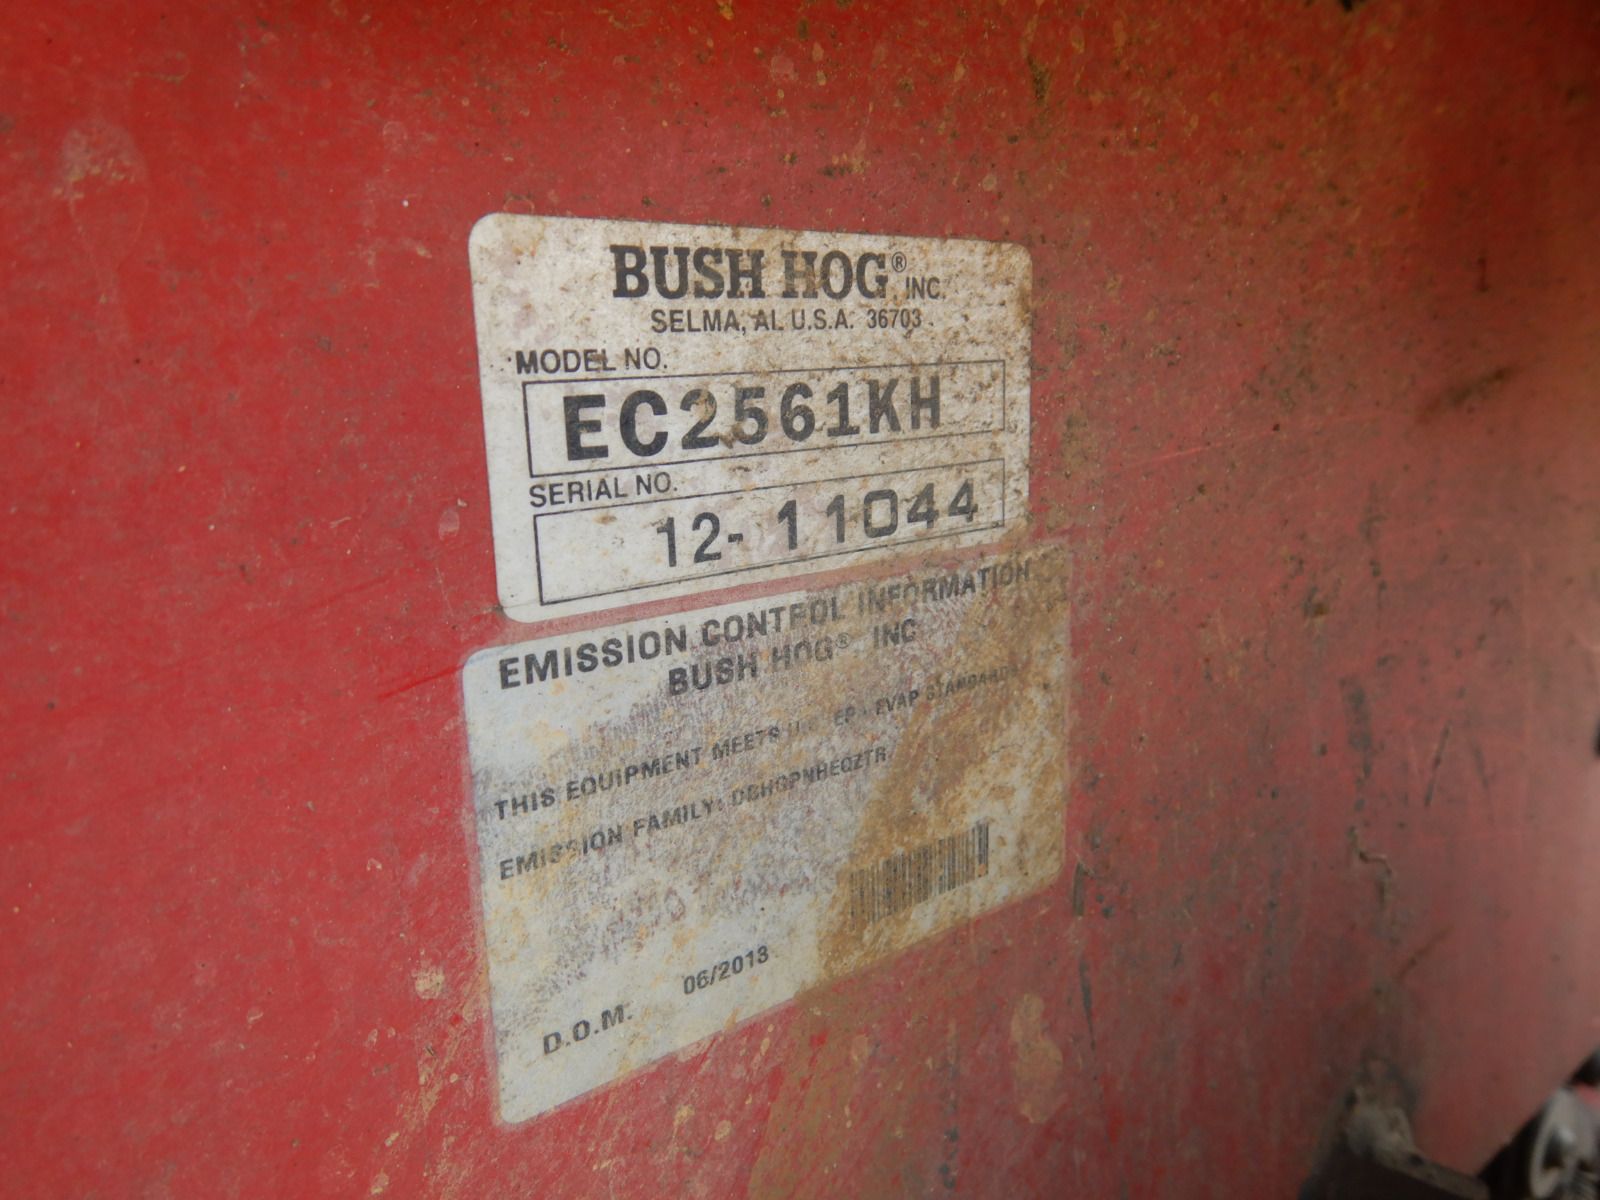 BUSH HOG® INC.
SELMA, AL U.S.A. 36703
MODEL NO.
EC2561KH
SERIAL NO.
12-11044
EMISSION CONTROL INFORMATION
BUSH HOG® INC
THIS EQUIPMENT MEETS EVAP STANDARDS
EMISSION FAMILY:
D.O.M. 06/2013